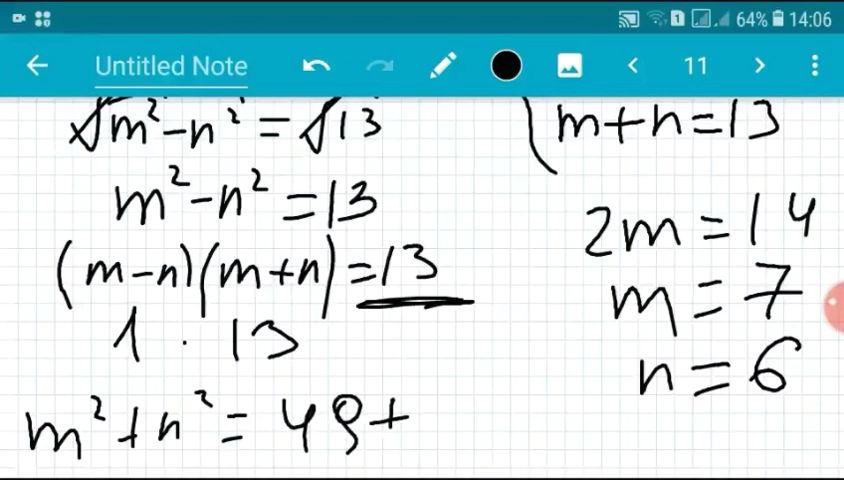 1 64% 14:06
Untitled Note 11
√m²-n² = √13
m+n=13
m²-n² = 13
2m = 14
(m-n)(m+n) = 13
m = 7
1 · 13
n = 6
m²+n² = 49+